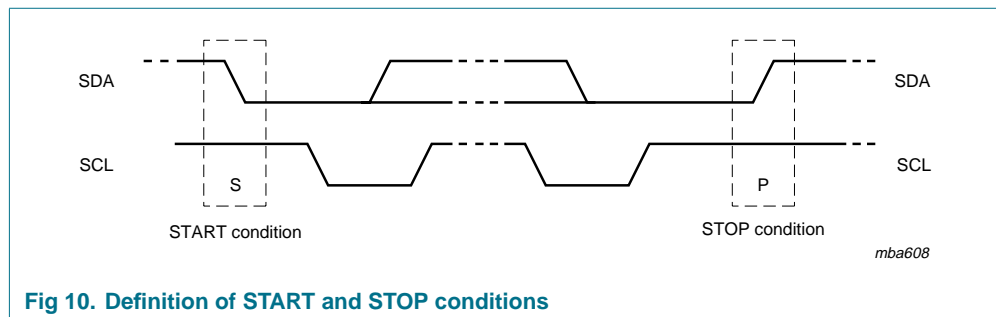 SDA
SDA
SCL
SCL
S
P
START condition
STOP condition
mba608
Fig 10. Definition of START and STOP conditions